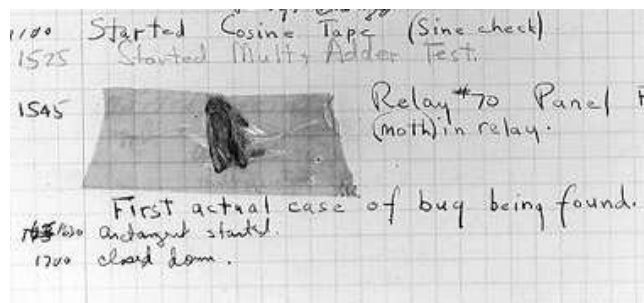 1100 Started Cosine Tape (Sine check)
1525 Started Mult+ Adder Test.
1545 Relay #70 Panel F
(moth) in relay.
First actual case of bug being found.
1630 antangent started.
1700 closed down.